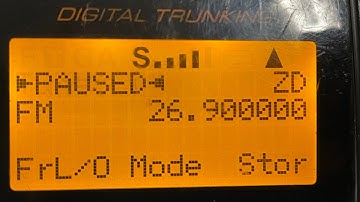 DIGITAL TRUNKING
S
PAUSED ZD
FM 26.900000
FrL/O Mode Stor